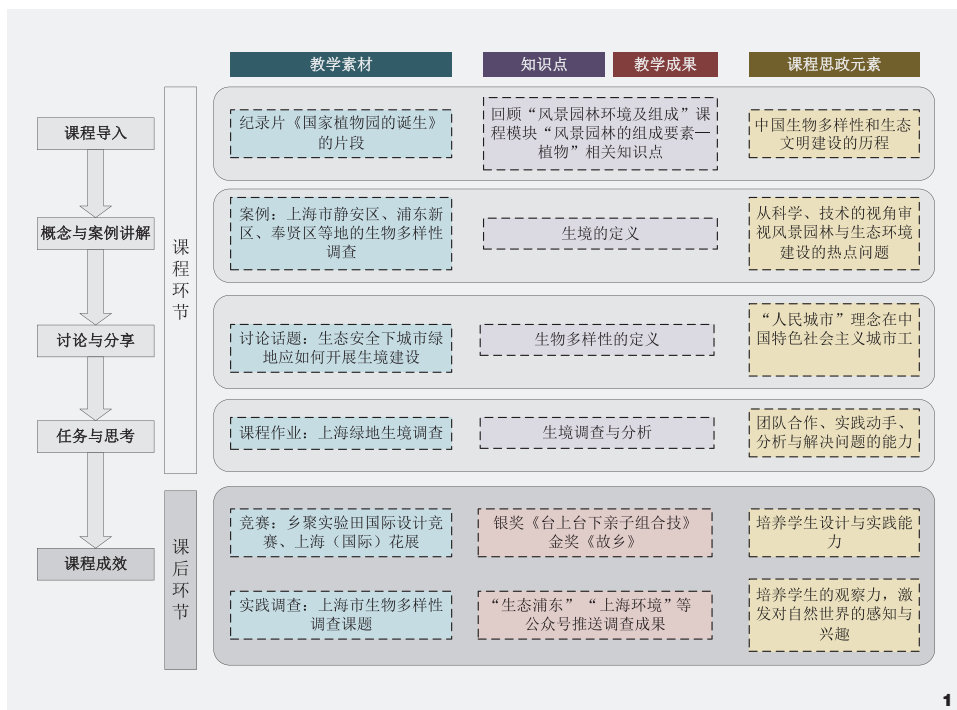 教学素材
知识点
教学成果
课程思政元素
课程导入
纪录片《国家植物园的诞生》
的片段
回顾“风景园林环境及组成”课
程模块“风景园林的组成要素—
植物”相关知识点
中国生物多样性和生态
文明建设的历程
概念与案例讲解
案例：上海市静安区、浦东新
区、奉贤区等地的生物多样性
调查
生境的定义
从科学、技术的视角审
视风景园林与生态环境
建设的热点问题
课
程
环
节
讨论与分享
讨论话题：生态安全下城市绿
地应如何开展生境建设
生物多样性的定义
“人民城市”理念在中
国特色社会主义城市工
任务与思考
课程作业：上海绿地生境调查
生境调查与分析
团队合作、实践动手、
分析与解决问题的能力
课程成效
课
后
环
节
竞赛：乡聚实验田国际设计竞
赛、上海（国际）花展
银奖《台上台下亲子组合技》
金奖《故乡》
培养学生设计与实践能
力
实践调查：上海市生物多样性
调查课题
“生态浦东”“上海环境”等
公众号推送调查成果
培养学生的观察力，激
发对自然世界的感知与
兴趣
1